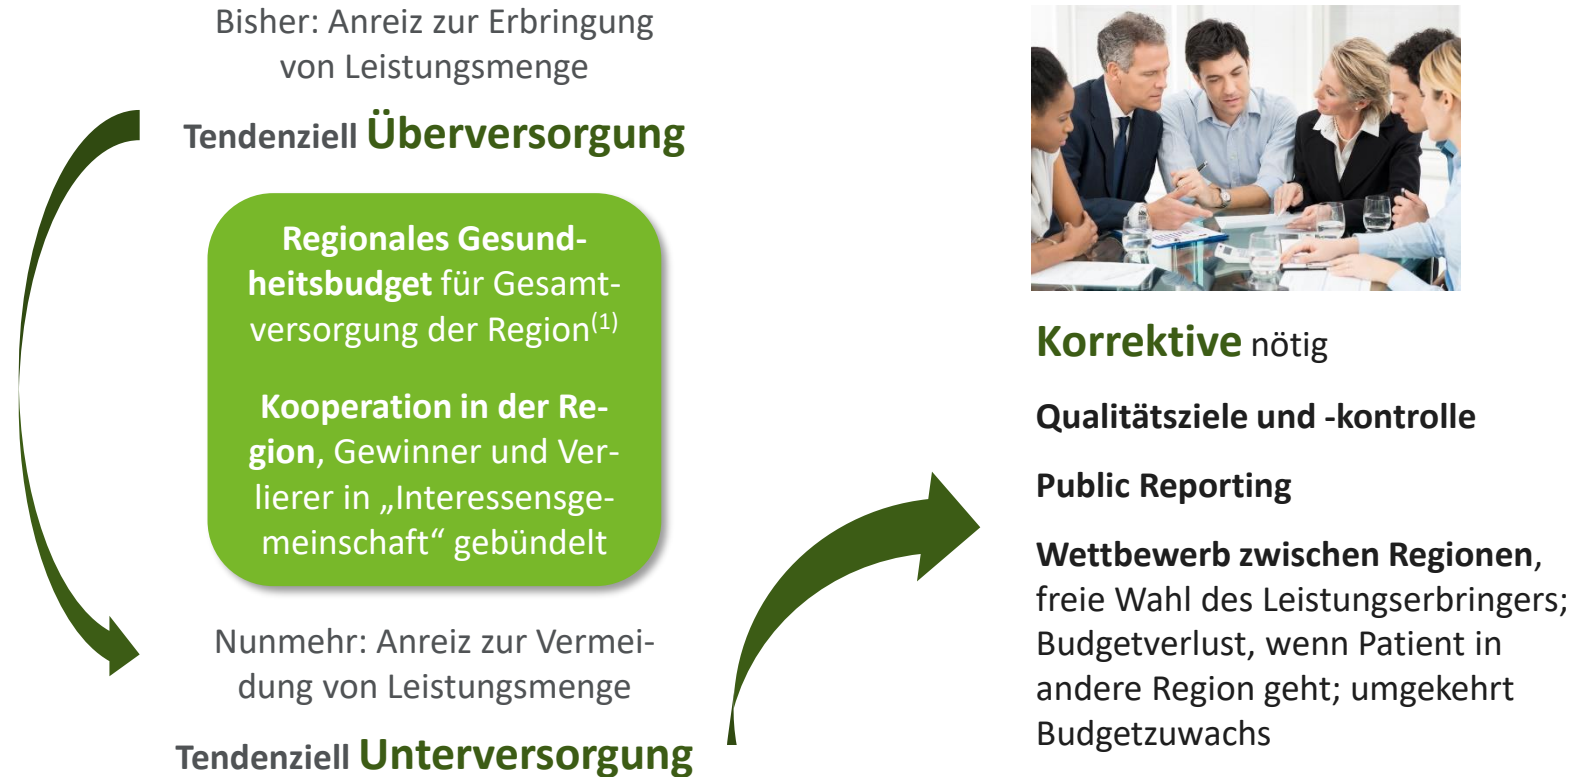 Bisher: Anreiz zur Erbringung
von Leistungsmenge
Tendenziell Überversorgung
Regionales Gesund-
heitsbudget für Gesamt-
versorgung der Region(1)
Kooperation in der Re-
gion, Gewinner und Ver-
lierer in „Interessensge-
meinschaft“ gebündelt
Nunmehr: Anreiz zur Vermei-
dung von Leistungsmenge
Tendenziell Unterversorgung
Korrektive nötig
Qualitätsziele und -kontrolle
Public Reporting
Wettbewerb zwischen Regionen,
freie Wahl des Leistungserbringers;
Budgetverlust, wenn Patient in
andere Region geht; umgekehrt
Budgetzuwachs